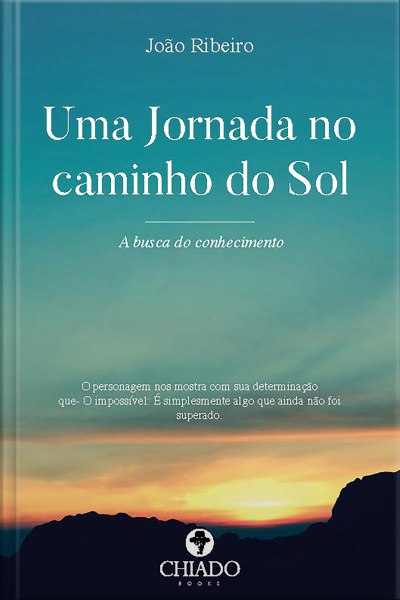 João Ribeiro
Uma Jornada no
caminho do Sol
A busca do conhecimento
O personagem nos mostra com sua determinação
que- O impossível: É simplesmente algo que ainda não foi
superado.
CHIADO
BOOKS